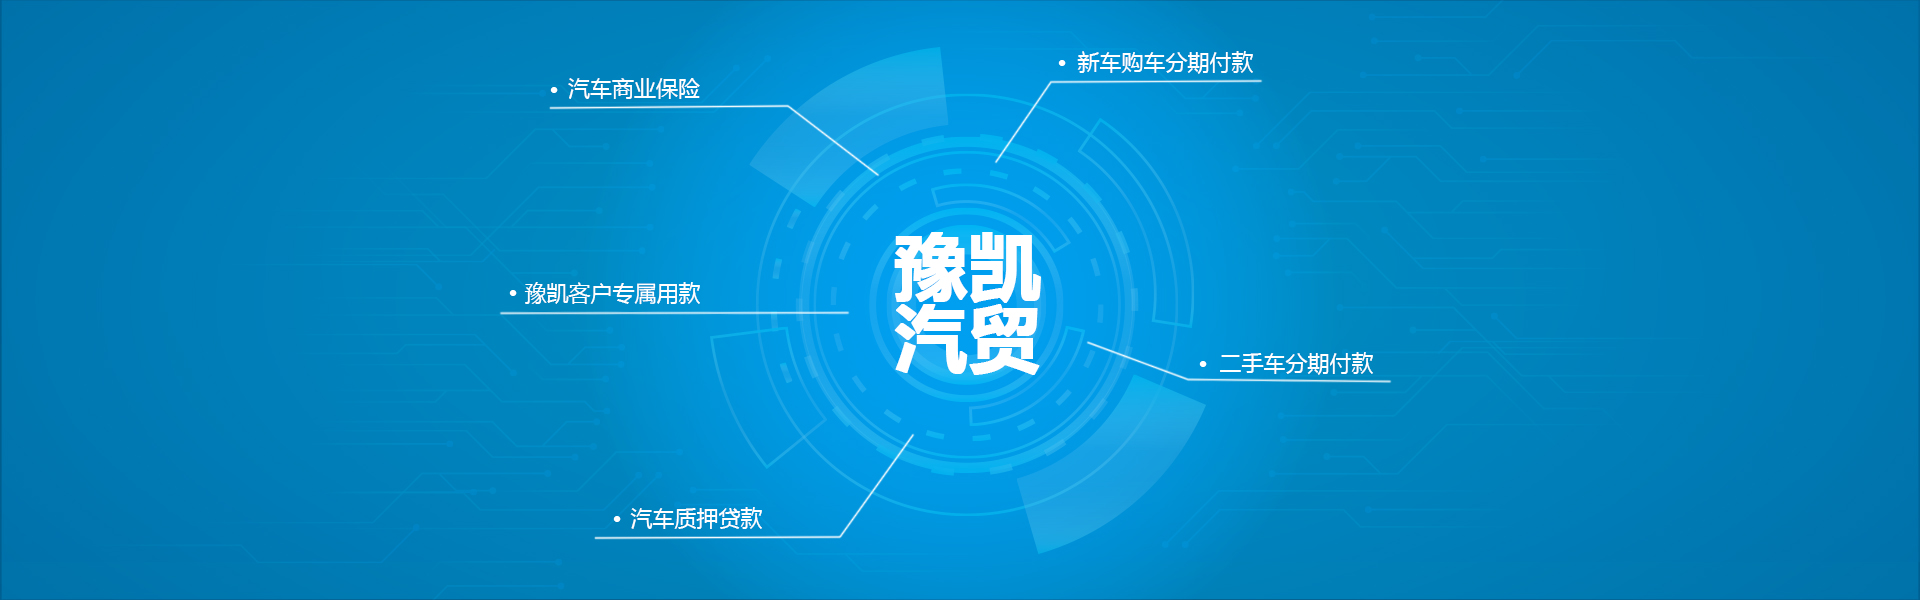 • 新车购车分期付款
• 汽车商业保险
豫凯
汽贸
• 豫凯客户专属用款
• 二手车分期付款
• 汽车质押贷款